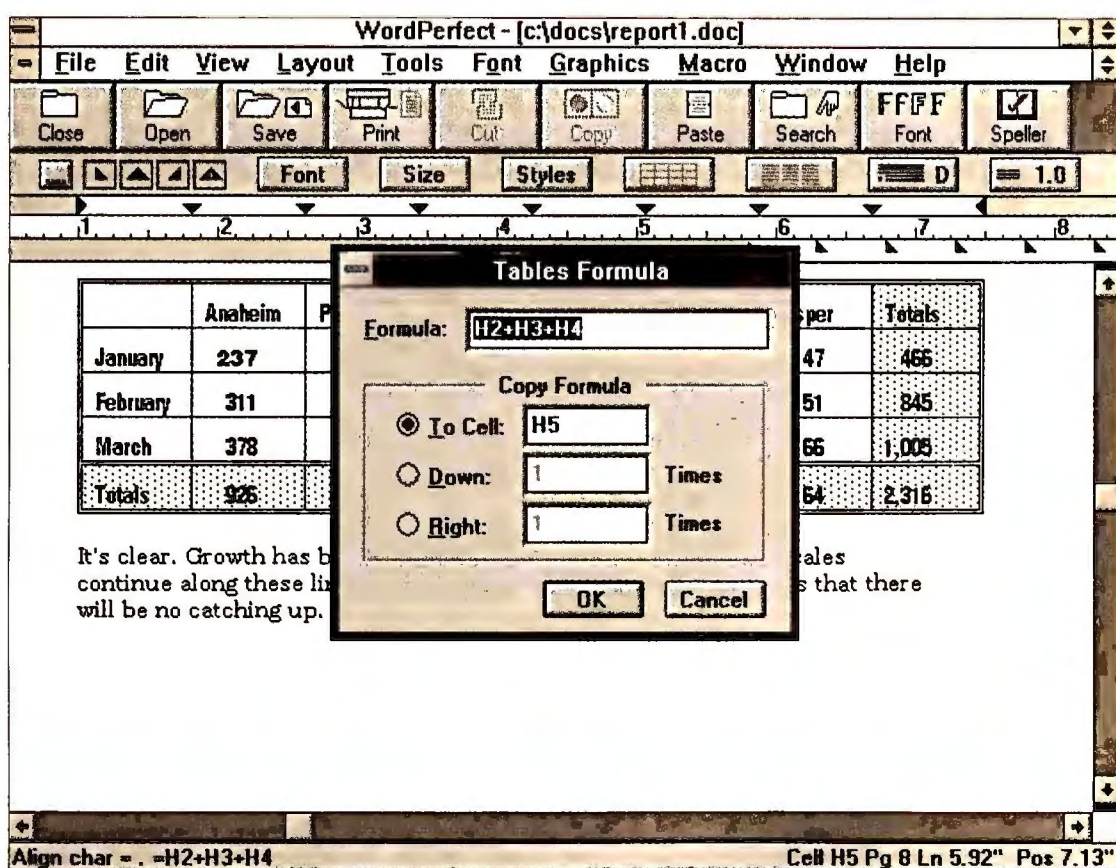 WordPerfect - [c:\docs\report1.doc]
File Edit View Layout Tools Font Graphics Macro Window Help
Close Open Save Print Cut Copy Paste Search Font Speller
FFFF
Font Size Styles D 1.0
1 2 3 4 5 6 7 8
Tables Formula
Formula: H2+H3+H4
Copy Formula
To Cell: H5
Down: 1 Times
Right: 1 Times
OK Cancel
Anaheim P per Totals
January 237 47 466
February 311 51 845
March 378 66 1,005
Totals 926 64 2,316
It's clear. Growth has b ales
continue along these li s that there
will be no catching up.
Align char = . =H2+H3+H4 Cell H5 Pg 8 Ln 5.92" Pos 7.13"